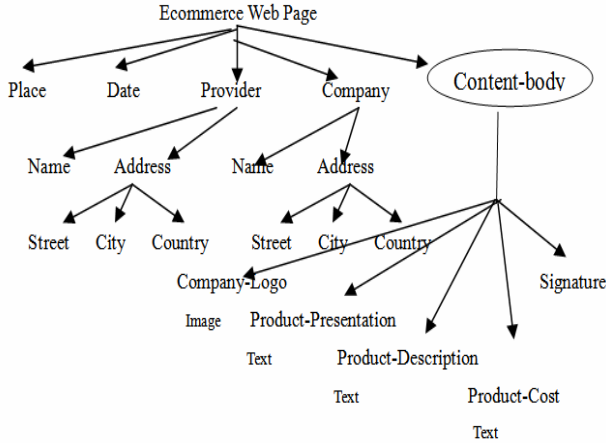 Ecommerce Web Page
Place Date Provider Company Content-body
Name Address Name Address
Street City Country Street City Country
Company-Logo Signature
Image Product-Presentation
Text Product-Description
Text Product-Cost
Text